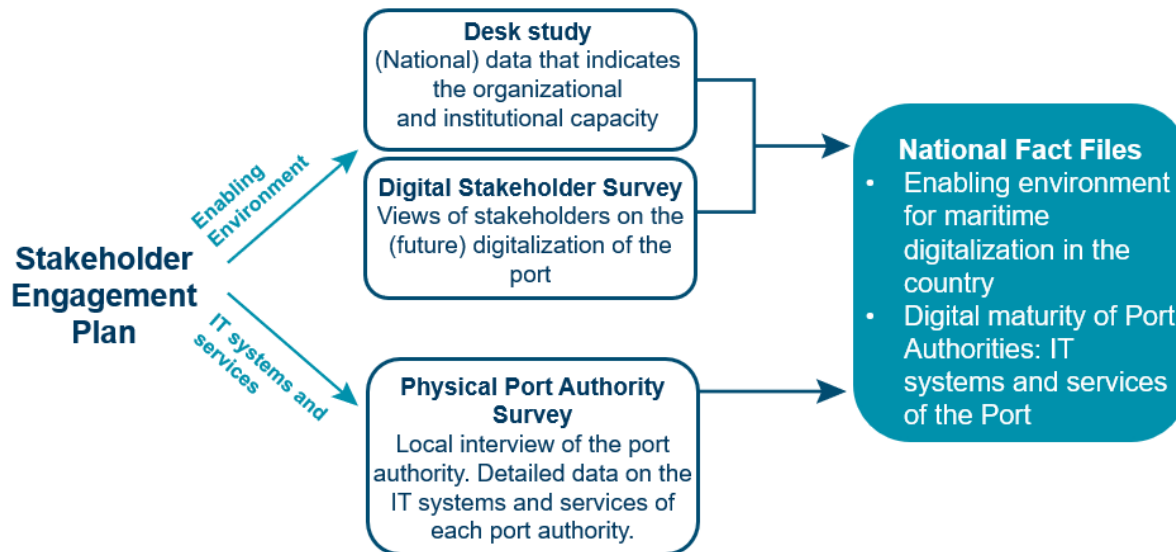 Stakeholder
Engagement
Plan
Enabling
Environment
IT systems and
services
Desk study
(National) data that indicates
the organizational
and institutional capacity
Digital Stakeholder Survey
Views of stakeholders on the
(future) digitalization of the
port
Physical Port Authority
Survey
Local interview of the port
authority. Detailed data on the
IT systems and services of
each port authority.
National Fact Files
• Enabling environment
for maritime
digitalization in the
country
• Digital maturity of Port
Authorities: IT
systems and services
of the Port